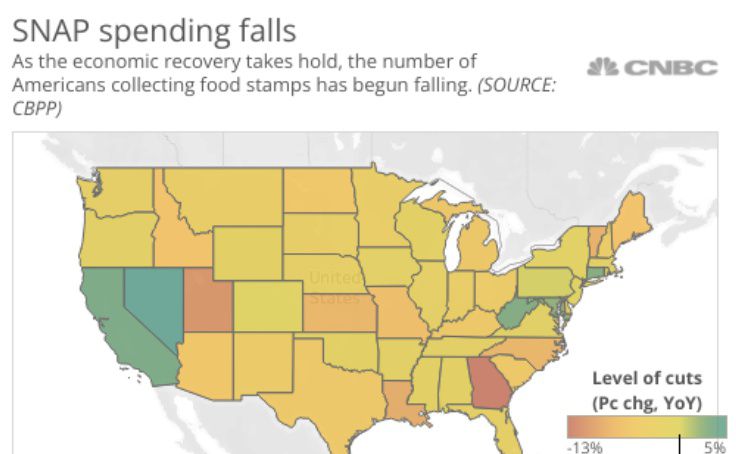 SNAP spending falls
As the economic recovery takes hold, the number of
Americans collecting food stamps has begun falling. (SOURCE:
CBPP)
CNBC
United
States
Level of cuts
(Pc chg, YoY)
-13% 5%